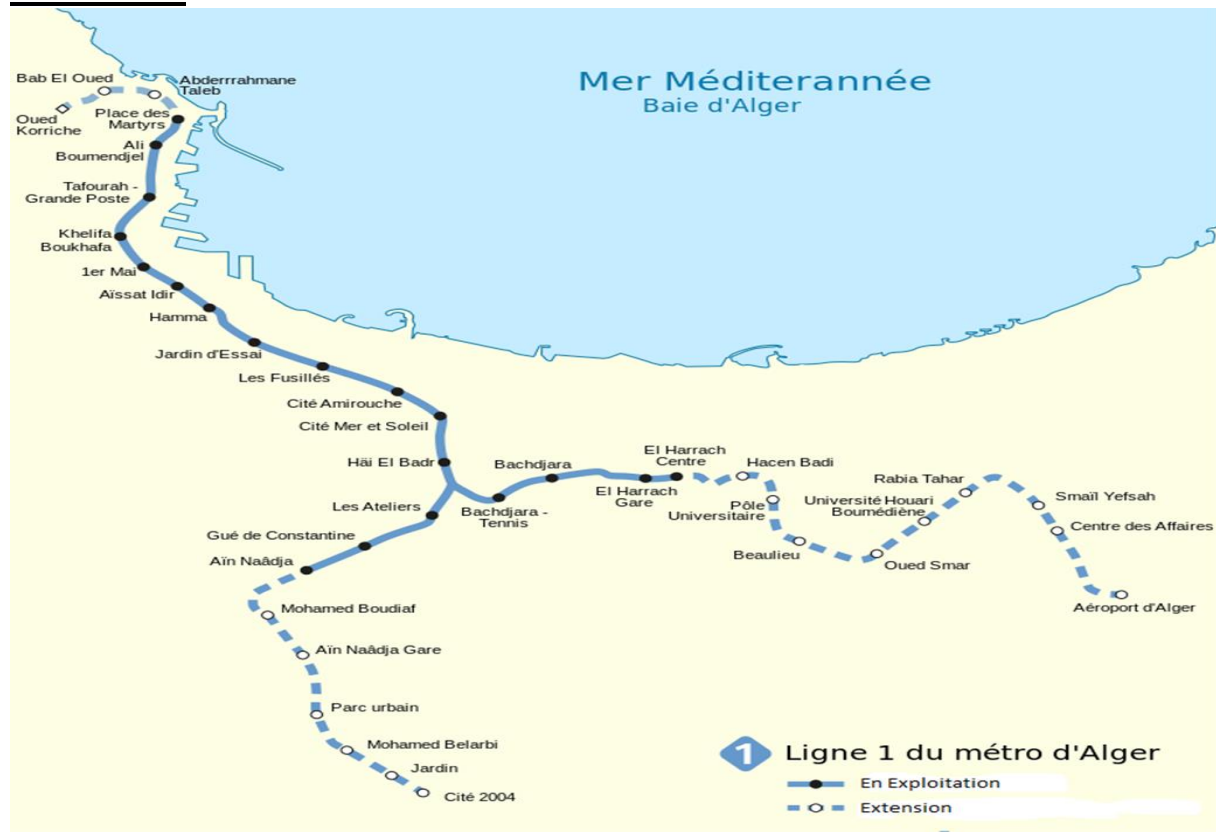 Mer Méditerannée
Baie d'Alger
Bab El Oued
Abderrrahmane
Taleb
Oued
Korriche
Place des
Martyrs
Ali
Boumendjel
Tafourah -
Grande Poste
Khelifa
Boukhafa
1er Mai
Aïssat Idir
Hamma
Jardin d'Essai
Les Fusillés
Cité Amirouche
Cité Mer et Soleil
Häi El Badr
Bachdjara
El Harrach
Centre
Hacen Badi
El Harrach
Gare
Bachdjara -
Tennis
Les Ateliers
Gué de Constantine
Aïn Naâdja
Pôle
Universitaire
Beaulieu
Rabia Tahar
Université Houari
Boumédiène
Oued Smar
Smaïl Yefsah
Centre des Affaires
Aéroport d'Alger
Mohamed Boudiaf
Aïn Naâdja Gare
Parc urbain
Mohamed Belarbi
Jardin
Cité 2004
1 Ligne 1 du métro d'Alger
En Exploitation
Extension